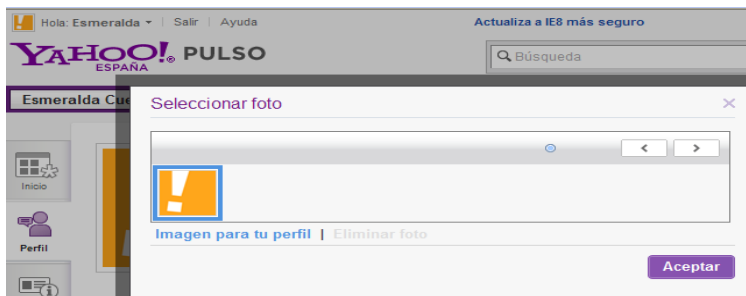 Hola: Esmeralda | Salir | Ayuda
Actualiza a IE8 más seguro
YAHOO!® PULSO
ESPAÑA
Búsqueda
Esmeralda
Seleccionar foto
Inicio
Imagen para tu perfil | Eliminar foto
Perfil
Aceptar